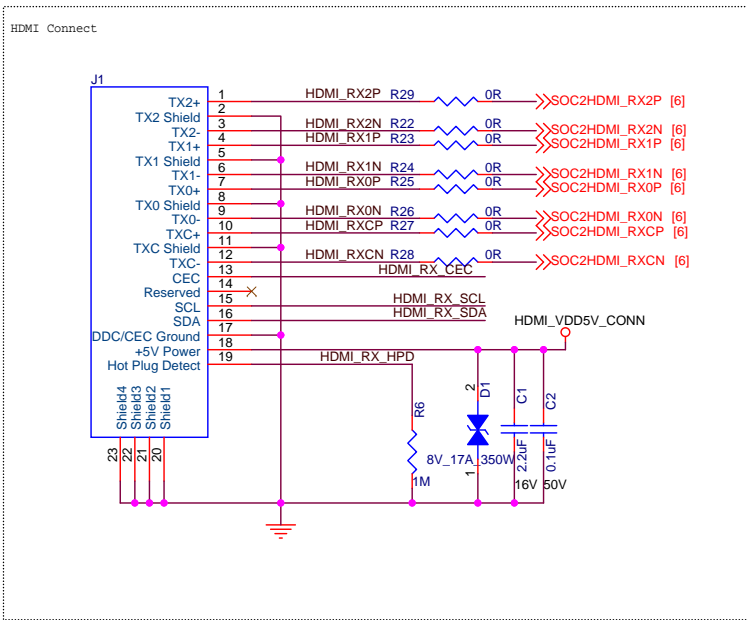 HDMI Connect
J1
TX2+ 1 HDMI_RX2P R29 0R SOC2HDMI_RX2P [6]
TX2 Shield 2
TX2- 3 HDMI_RX2N R22 0R SOC2HDMI_RX2N [6]
TX1+ 4 HDMI_RX1P R23 0R SOC2HDMI_RX1P [6]
TX1 Shield 5
TX1- 6 HDMI_RX1N R24 0R SOC2HDMI_RX1N [6]
TX0+ 7 HDMI_RX0P R25 0R SOC2HDMI_RX0P [6]
TX0 Shield 8
TX0- 9 HDMI_RX0N R26 0R SOC2HDMI_RX0N [6]
TXC+ 10 HDMI_RXCP R27 0R SOC2HDMI_RXCP [6]
TXC Shield 11
TXC- 12 HDMI_RXCN R28 0R SOC2HDMI_RXCN [6]
CEC 13 HDMI_RX_CEC
Reserved 14
SCL 15 HDMI_RX_SCL
SDA 16 HDMI_RX_SDA
DDC/CEC Ground 17
HDMI_VDD5V_CONN
+5V Power 18
Hot Plug Detect 19 HDMI_RX_HPD
Shield4 23
Shield3 22
Shield2 21
Shield1 20
R6 1M
2 D1 1
8V_17A_350W
C1 2.2uF 16V
C2 0.1uF 50V